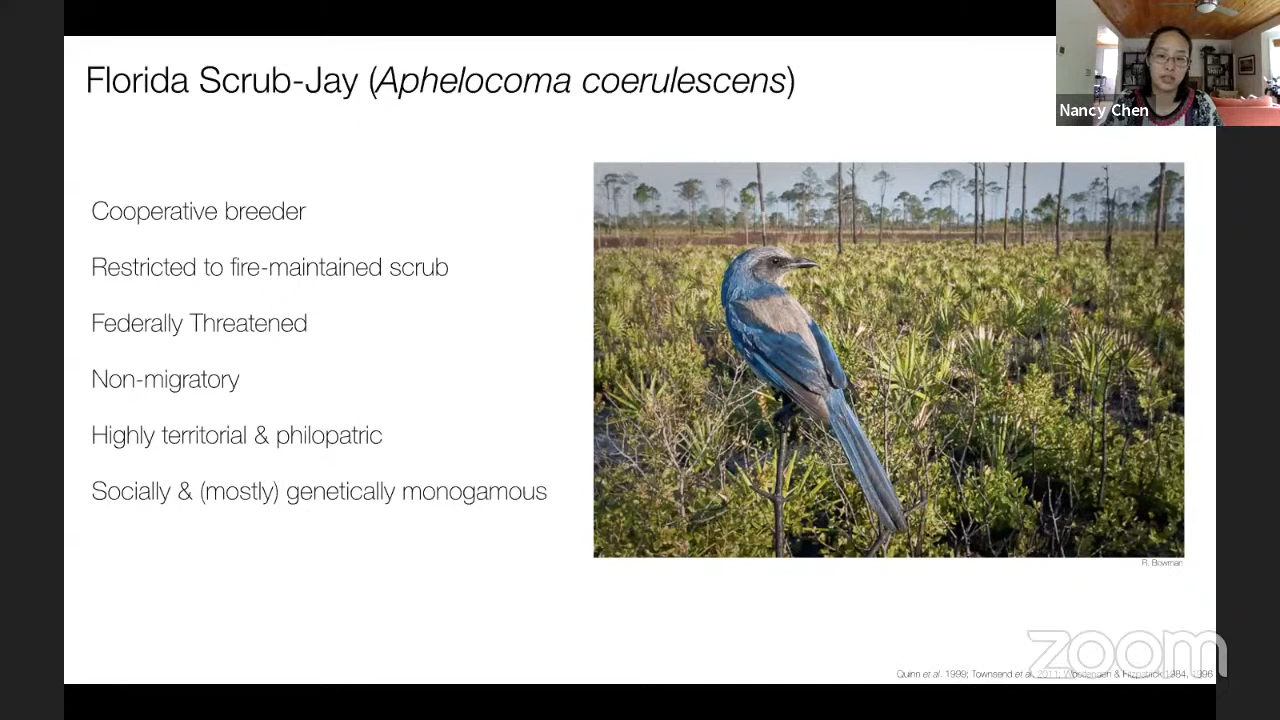 Florida Scrub-Jay (Aphelocoma coerulescens)
Nancy Chen
Cooperative breeder
Restricted to fire-maintained scrub
Federally Threatened
Non-migratory
Highly territorial & philopatric
Socially & (mostly) genetically monogamous
R. Bowman
zoom
Quinn et al. 1999; Townsend et al. 2011; Woolfenden & Fitzpatrick 1984, 1996